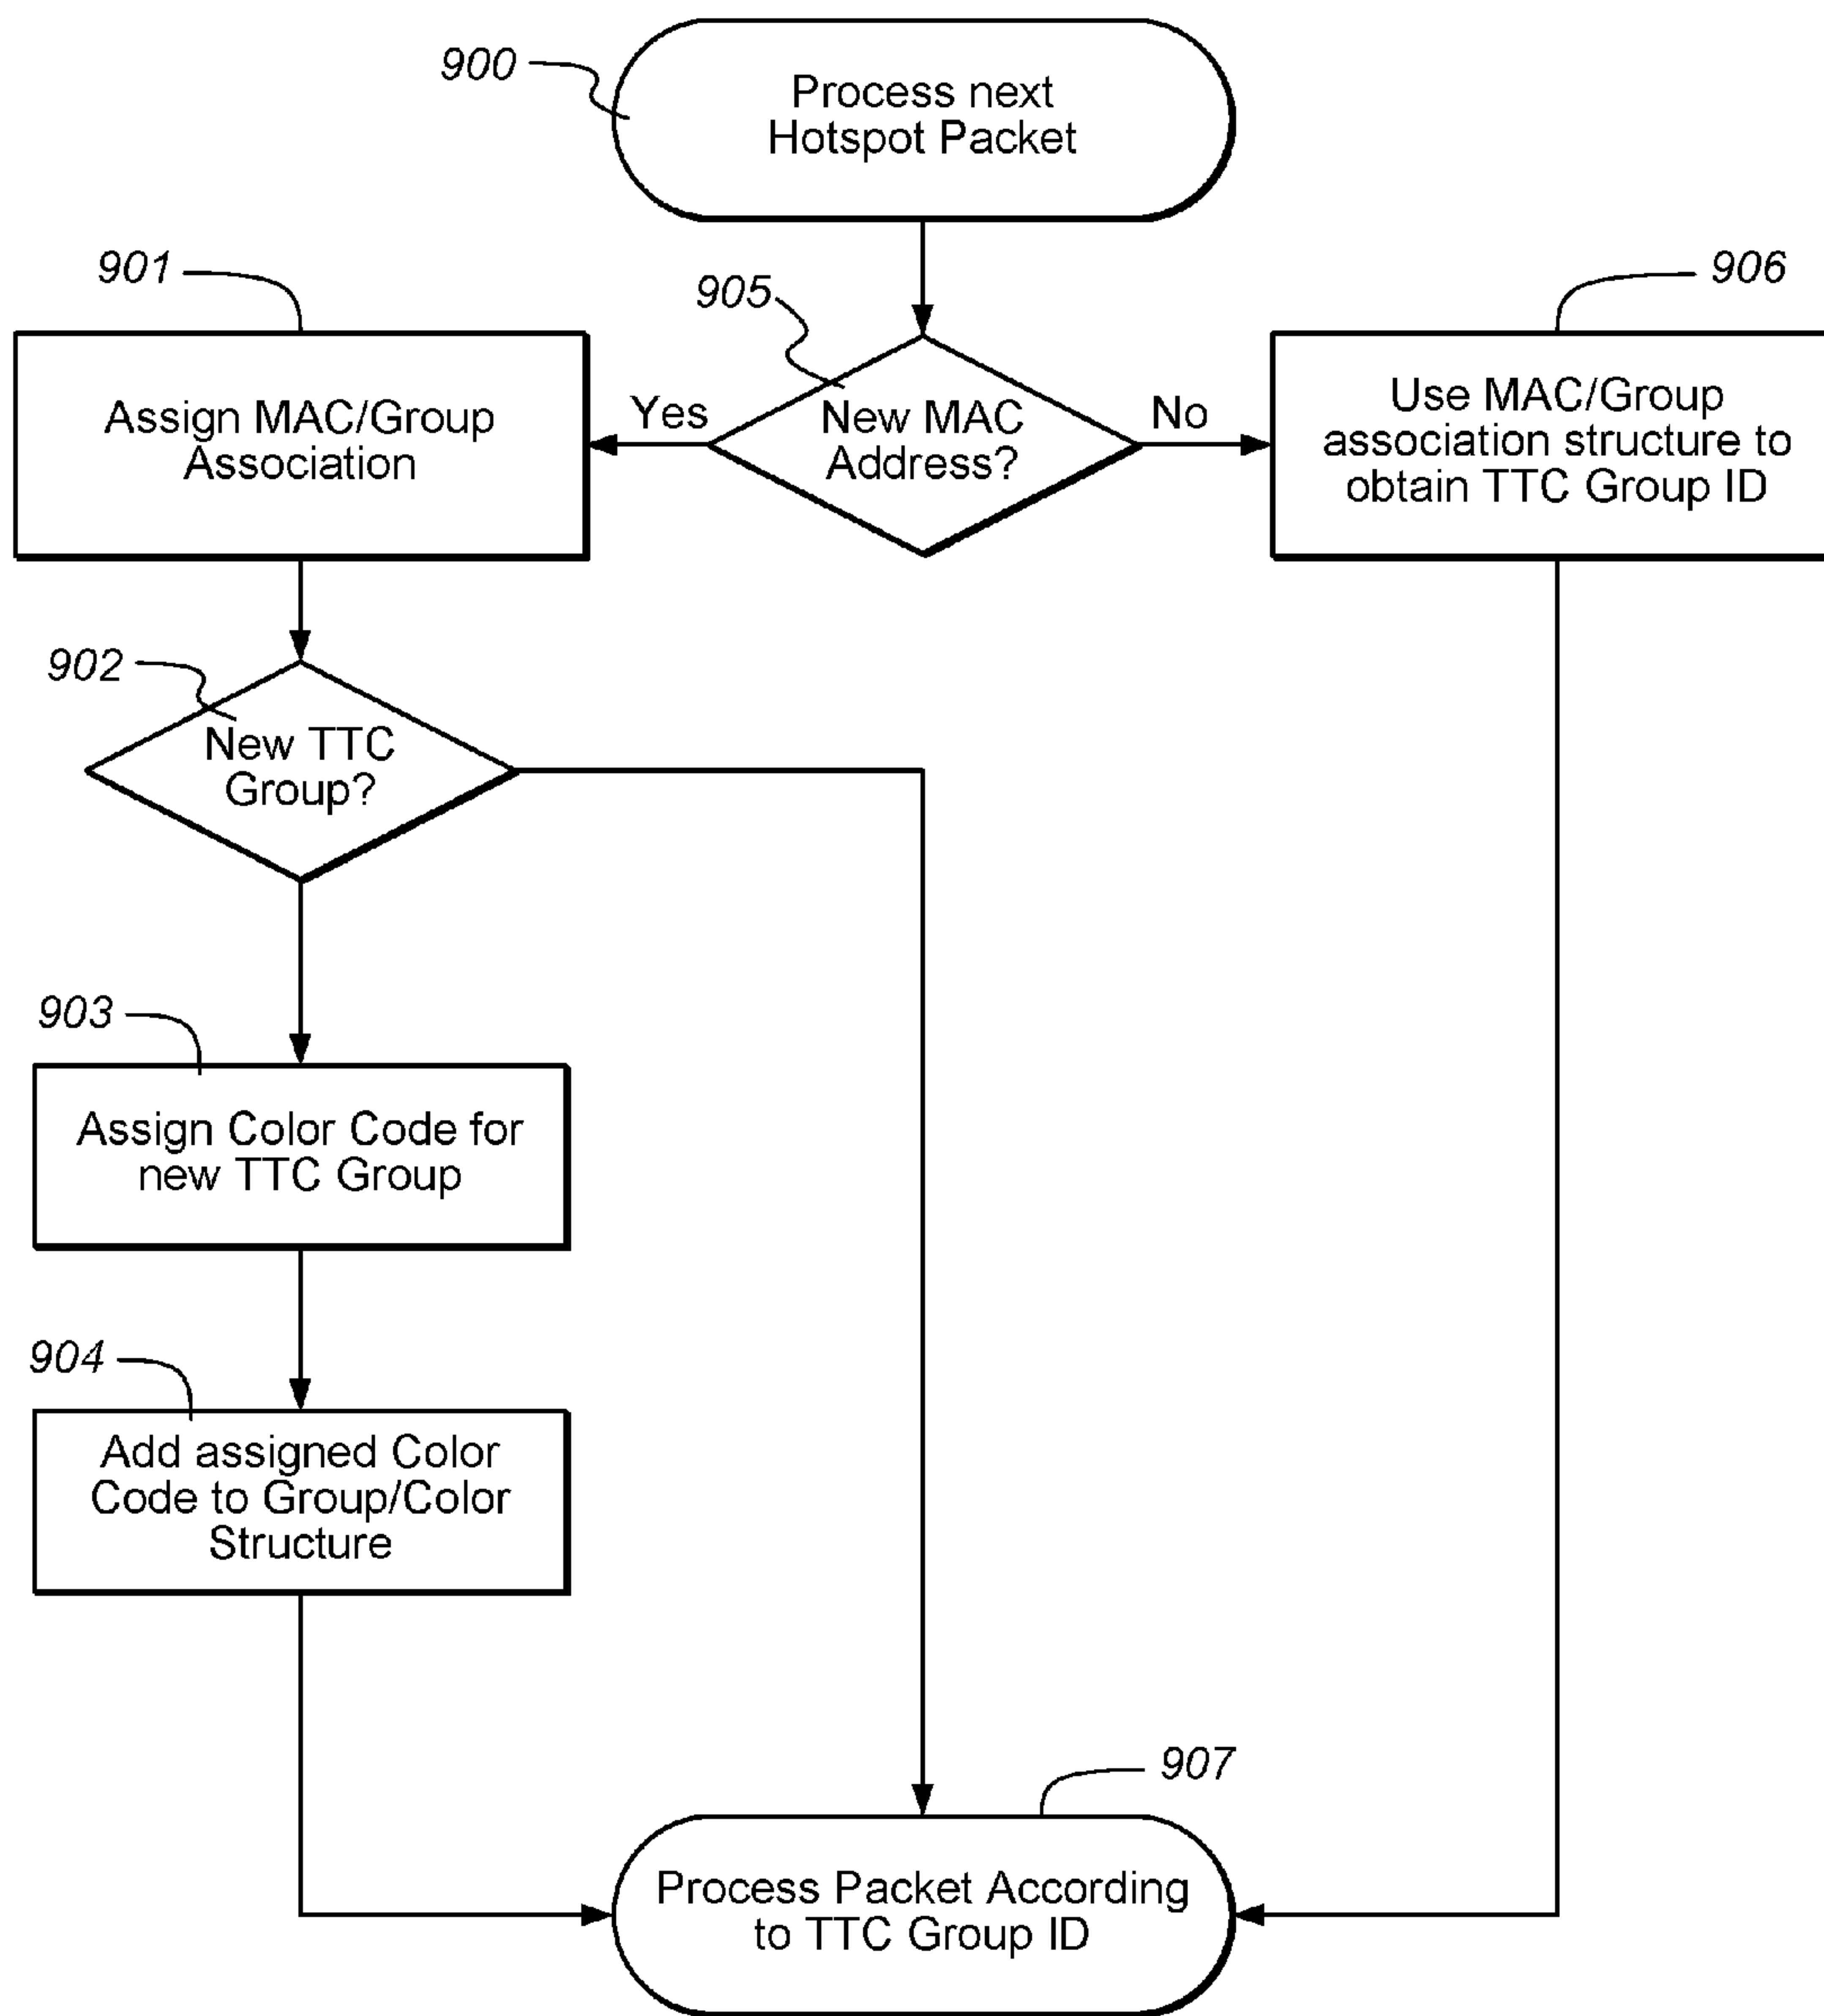 900
Process next
Hotspot Packet
901
905
906
Assign MAC/Group
Association
Yes
New MAC
Address?
No
Use MAC/Group
association structure to
obtain TTC Group ID
902
New TTC
Group?
903
Assign Color Code for
new TTC Group
904
Add assigned Color
Code to Group/Color
Structure
907
Process Packet According
to TTC Group ID